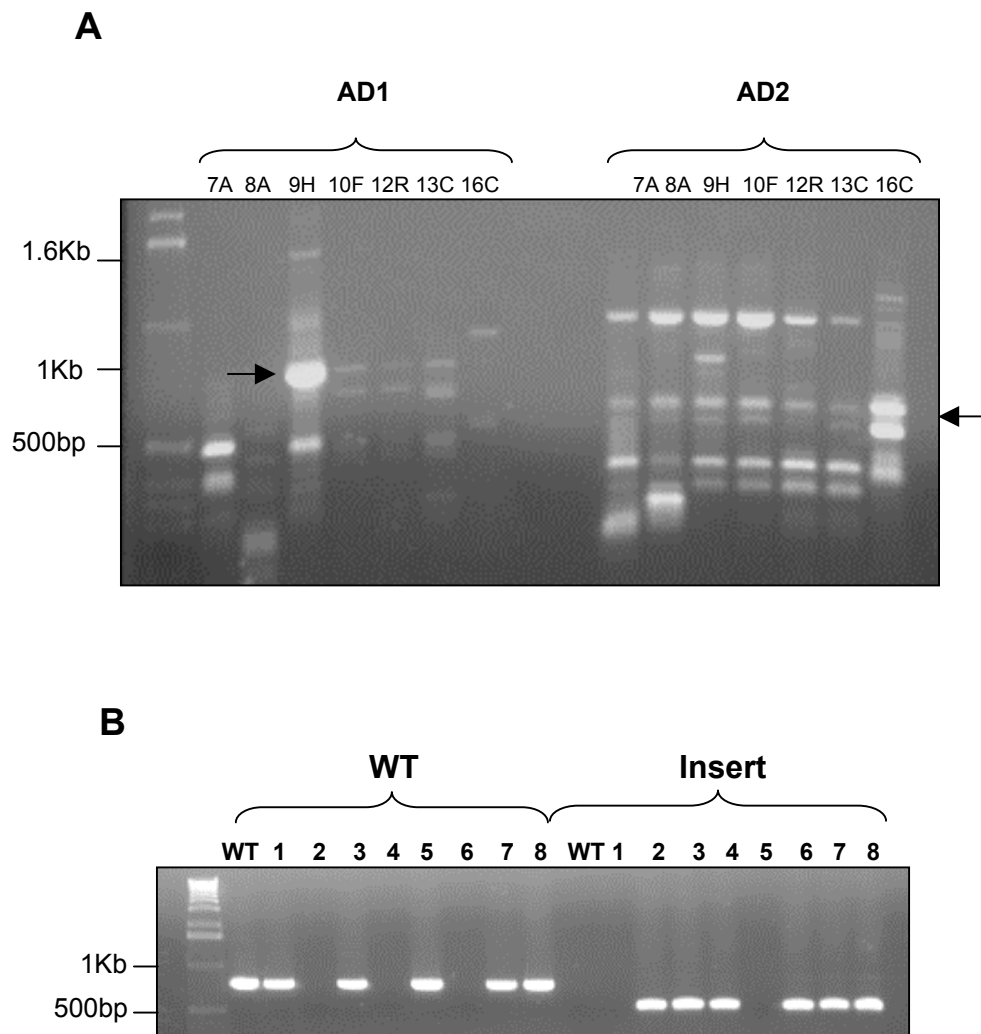 A
AD1 AD2
7A 8A 9H 10F 12R 13C 16C 7A 8A 9H 10F 12R 13C 16C
1.6Kb
1Kb
500bp
B
WT Insert
WT 1 2 3 4 5 6 7 8 WT 1 2 3 4 5 6 7 8
1Kb
500bp